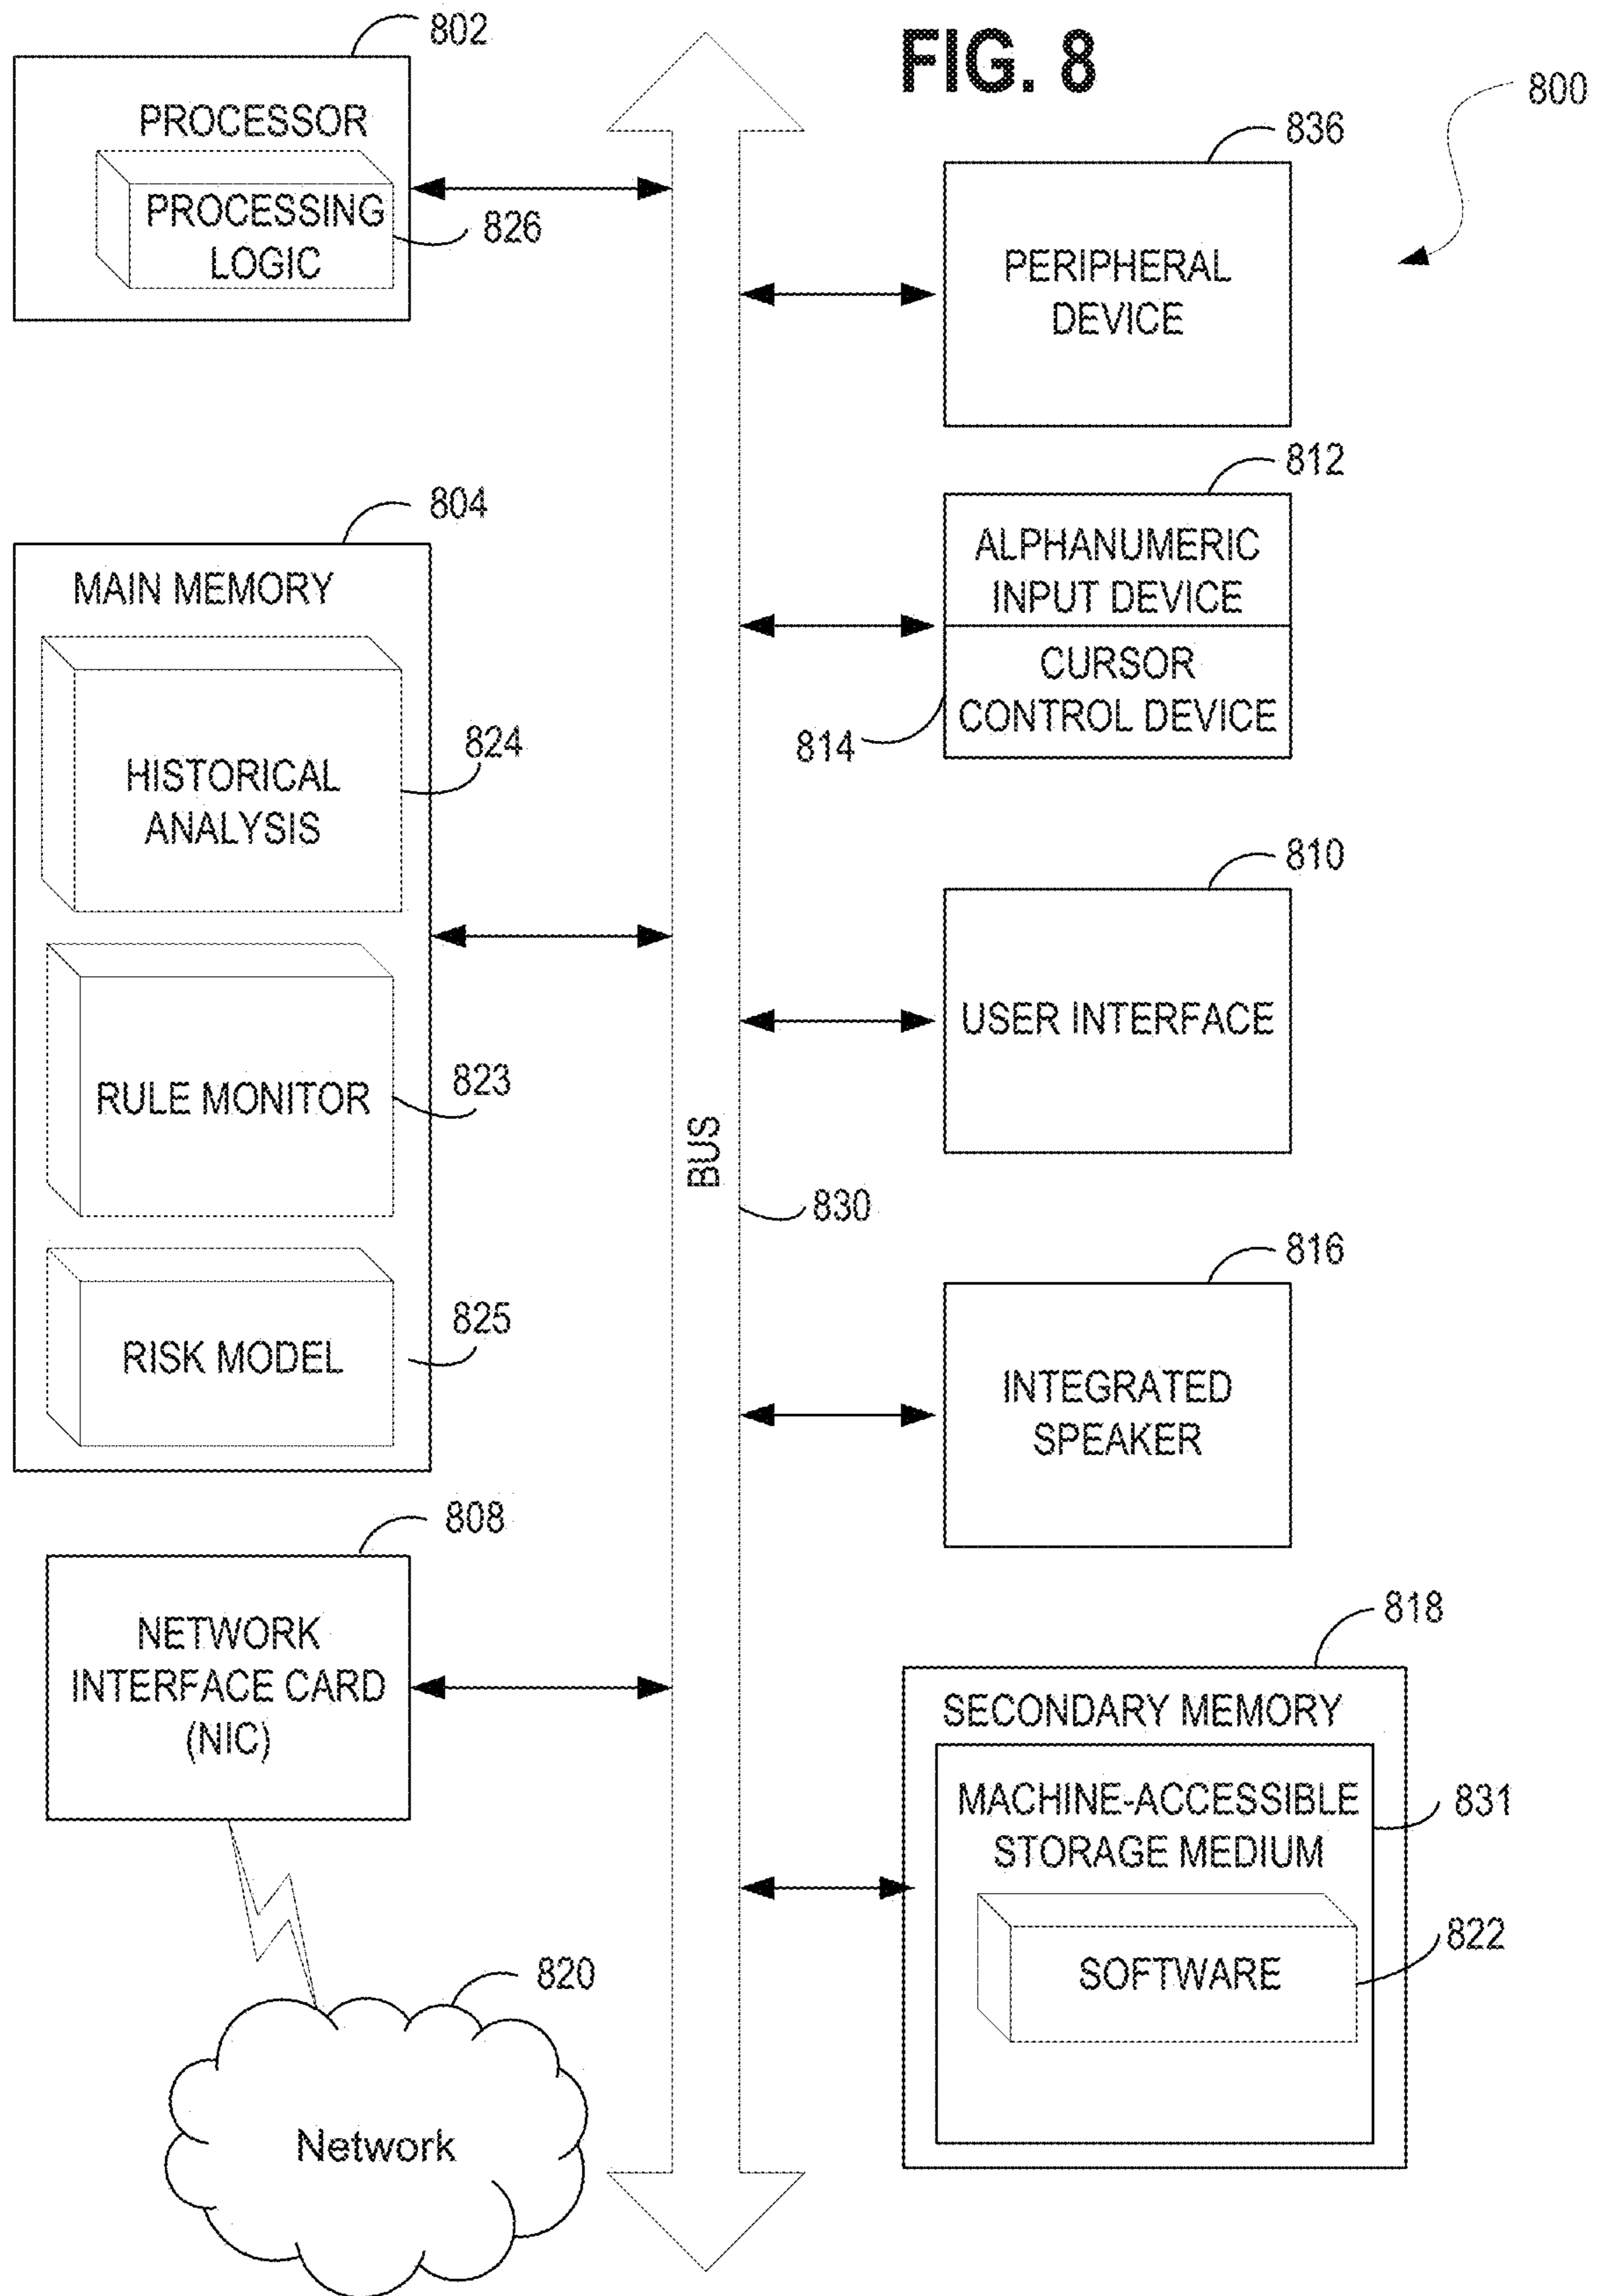 FIG. 8
800
802
PROCESSOR
PROCESSING
LOGIC
826
836
PERIPHERAL
DEVICE
804
MAIN MEMORY
HISTORICAL
ANALYSIS
824
RULE MONITOR
823
RISK MODEL
825
812
ALPHANUMERIC
INPUT DEVICE
CURSOR
CONTROL DEVICE
814
810
USER INTERFACE
BUS
830
816
INTEGRATED
SPEAKER
808
NETWORK
INTERFACE CARD
(NIC)
820
Network
818
SECONDARY MEMORY
MACHINE-ACCESSIBLE
STORAGE MEDIUM
831
SOFTWARE
822